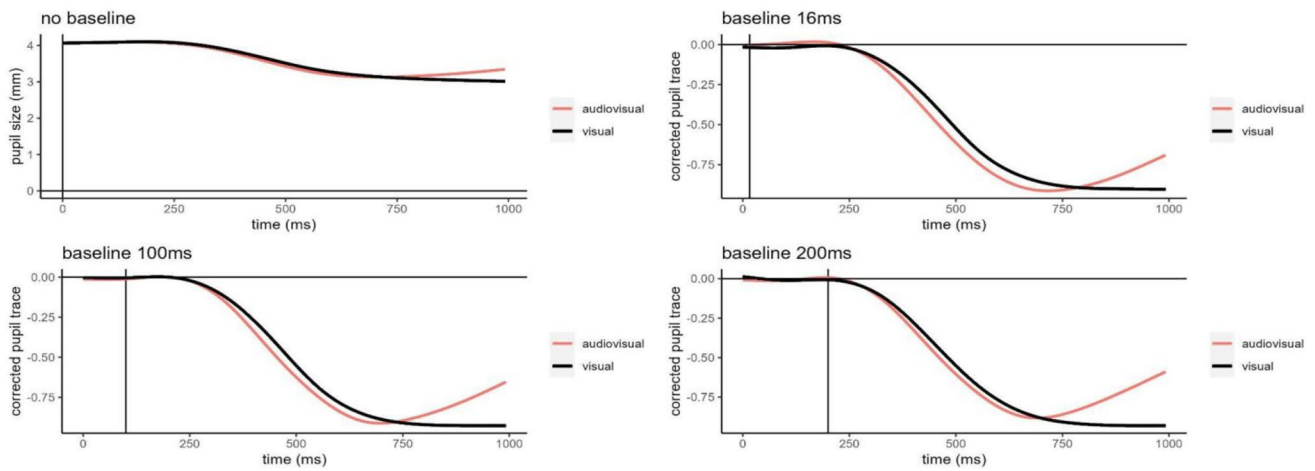 no baseline
pupil size (mm)
4
3
2
1
0
0
250
500
750
1000
time (ms)
audiovisual
visual
baseline 16ms
corrected pupil trace
0.00
-0.25
-0.50
-0.75
0
250
500
750
1000
time (ms)
audiovisual
visual
baseline 100ms
corrected pupil trace
0.00
-0.25
-0.50
-0.75
0
250
500
750
1000
time (ms)
audiovisual
visual
baseline 200ms
corrected pupil trace
0.00
-0.25
-0.50
-0.75
0
250
500
750
1000
time (ms)
audiovisual
visual